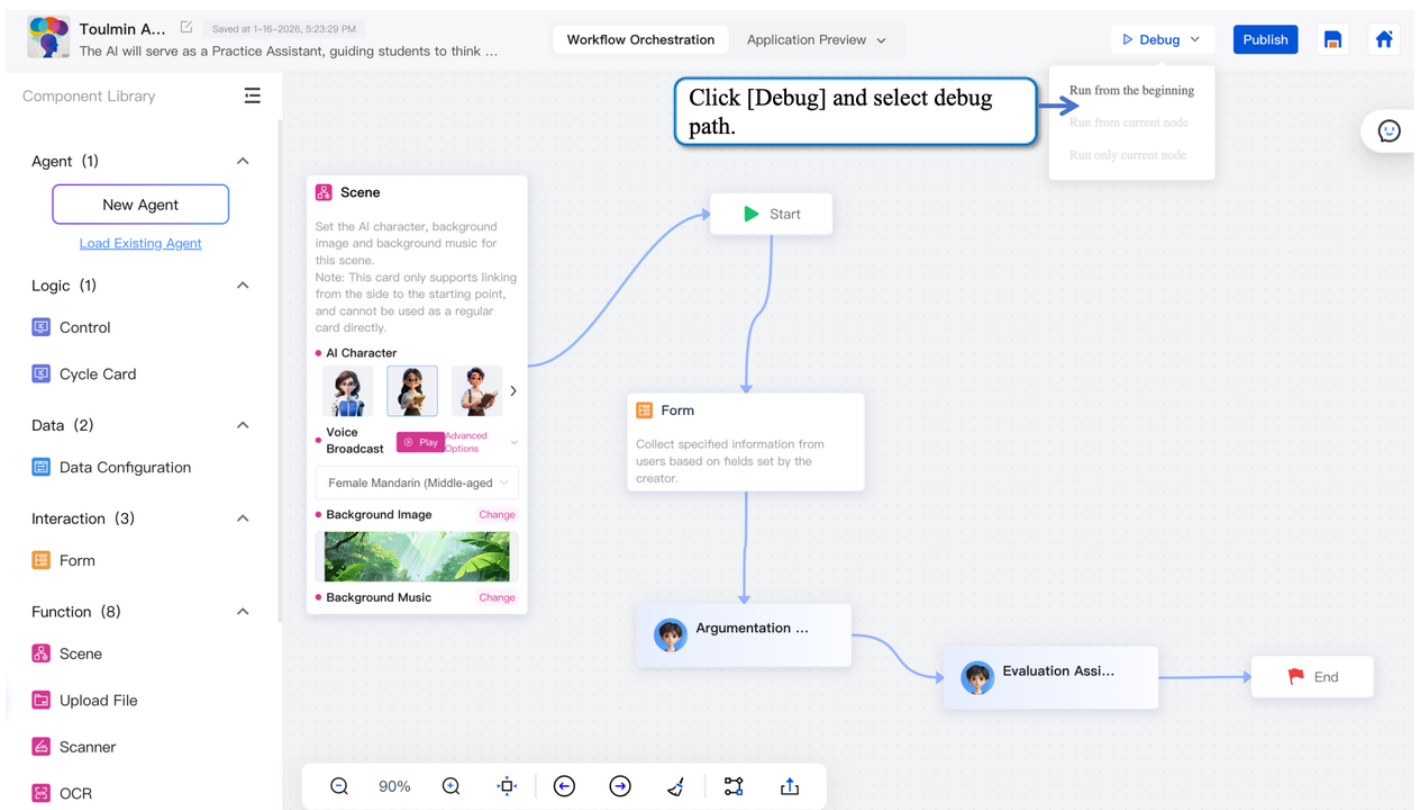 Toulmin A...
Saved at 1-16-2026, 5:23:29 PM
The AI will serve as a Practice Assistant, guiding students to think ...
Workflow Orchestration
Application Preview
Debug
Publish
Component Library
Run from the beginning
Run from current node
Run only current node
Click [Debug] and select debug
path.
Agent (1)
New Agent
Load Existing Agent
Logic (1)
Control
Cycle Card
Data (2)
Data Configuration
Interaction (3)
Form
Function (8)
Scene
Upload File
Scanner
OCR
Scene
Set the AI character, background
image and background music for
this scene.
Note: This card only supports linking
from the side to the starting point,
and cannot be used as a regular
card directly.
AI Character
Voice
Broadcast
Play
Advanced
Options
Female Mandarin (Middle-aged
Background Image
Change
Background Music
Change
Start
Form
Collect specified information from
users based on fields set by the
creator.
Argumentation ...
Evaluation Assi...
End
90%